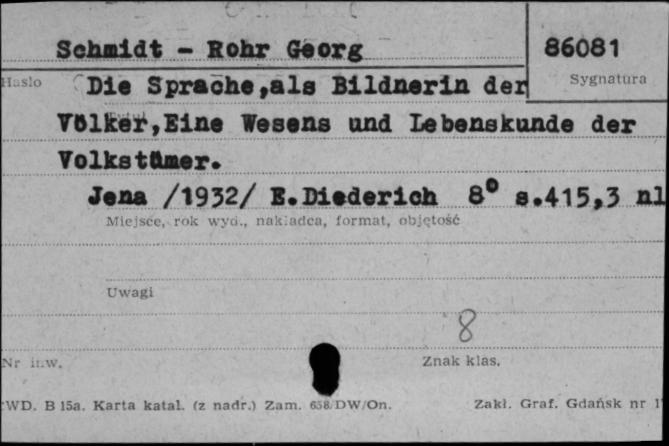 Schmidt - Rohr Georg
86081
Hasło
Sygnatura
Die Sprache,als Bildnerin der
Völker,Eine Wesens und Lebenskunde der
Volkstümer.
Jena /1932/ E.Diederich 8° s.415,3 nl
Miejsce, rok wyd., nakładca, format, objętość
Uwagi
8
Nr inw.
Znak klas.
WD. B 15a. Karta katal. (z nadr.) Zam. 658/DW/On.
Zakł. Graf. Gdańsk nr